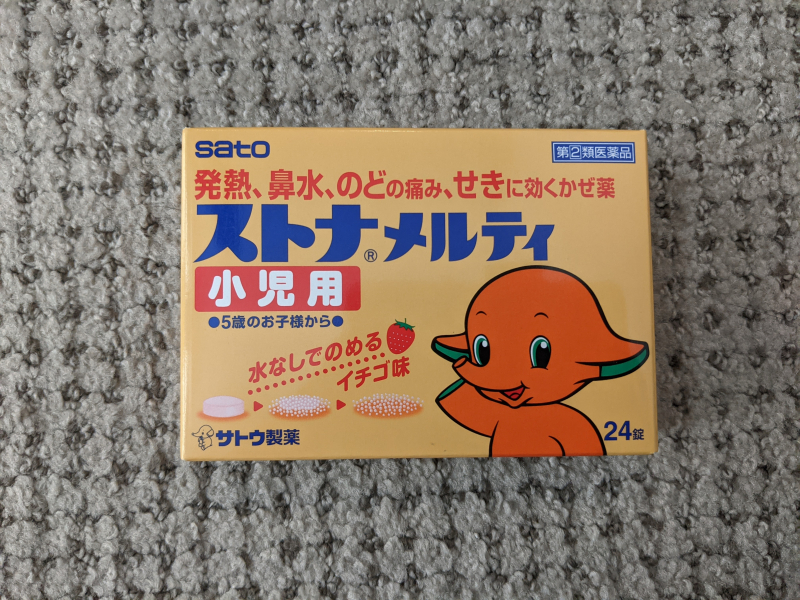 sato
指②類医薬品
発熱、鼻水、のどの痛み、せきに効くかぜ薬
ストナ®メルティ
小児用
●5歳のお子様から●
水なしでのめる
イチゴ味
サトウ製薬
24錠